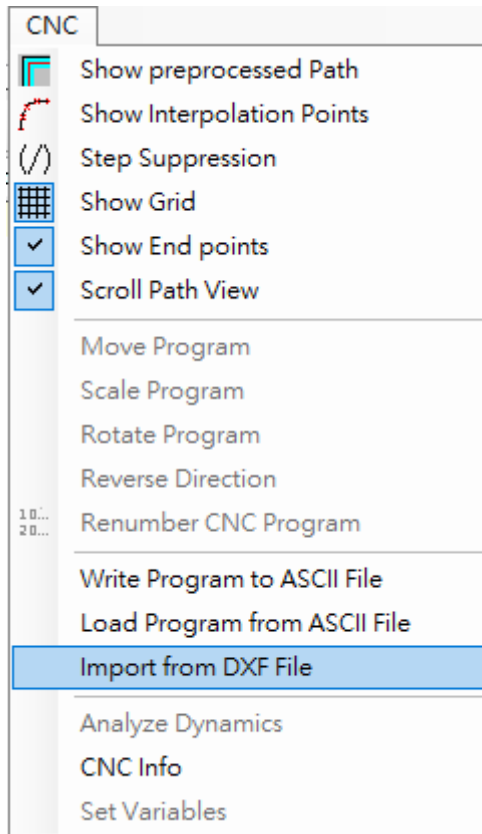 CNC
Show preprocessed Path
Show Interpolation Points
(/) Step Suppression
Show Grid
Show End points
Scroll Path View
Move Program
Scale Program
Rotate Program
Reverse Direction
10...
20...
Renumber CNC Program
Write Program to ASCII File
Load Program from ASCII File
Import from DXF File
Analyze Dynamics
CNC Info
Set Variables